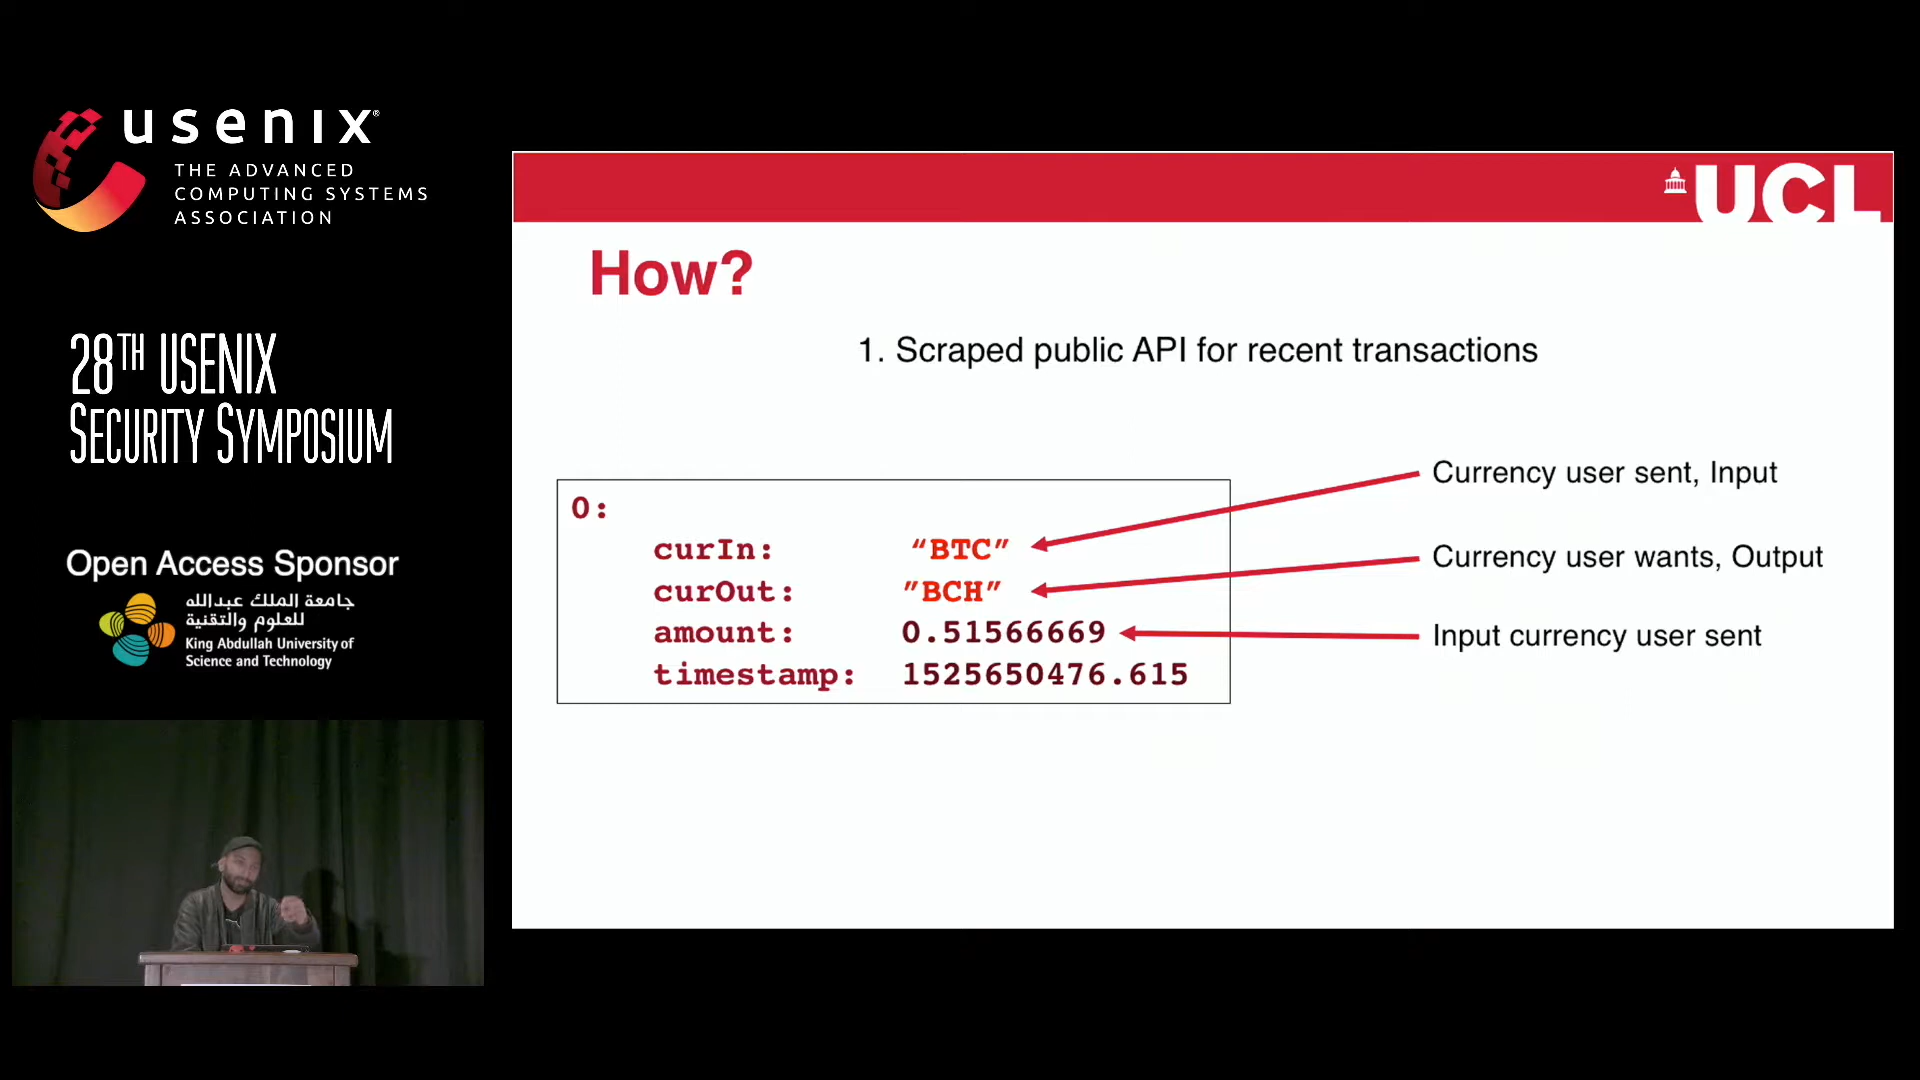 usenix®
THE ADVANCED
COMPUTING SYSTEMS
ASSOCIATION
28TH USENIX
SECURITY SYMPOSIUM
Open Access Sponsor
جامعة الملك عبدالله
للعلوم والتقنية
King Abdullah University of
Science and Technology
UCL
How?
1. Scraped public API for recent transactions
0:
curIn: “BTC”
curOut: ”BCH”
amount: 0.51566669
timestamp: 1525650476.615
Currency user sent, Input
Currency user wants, Output
Input currency user sent